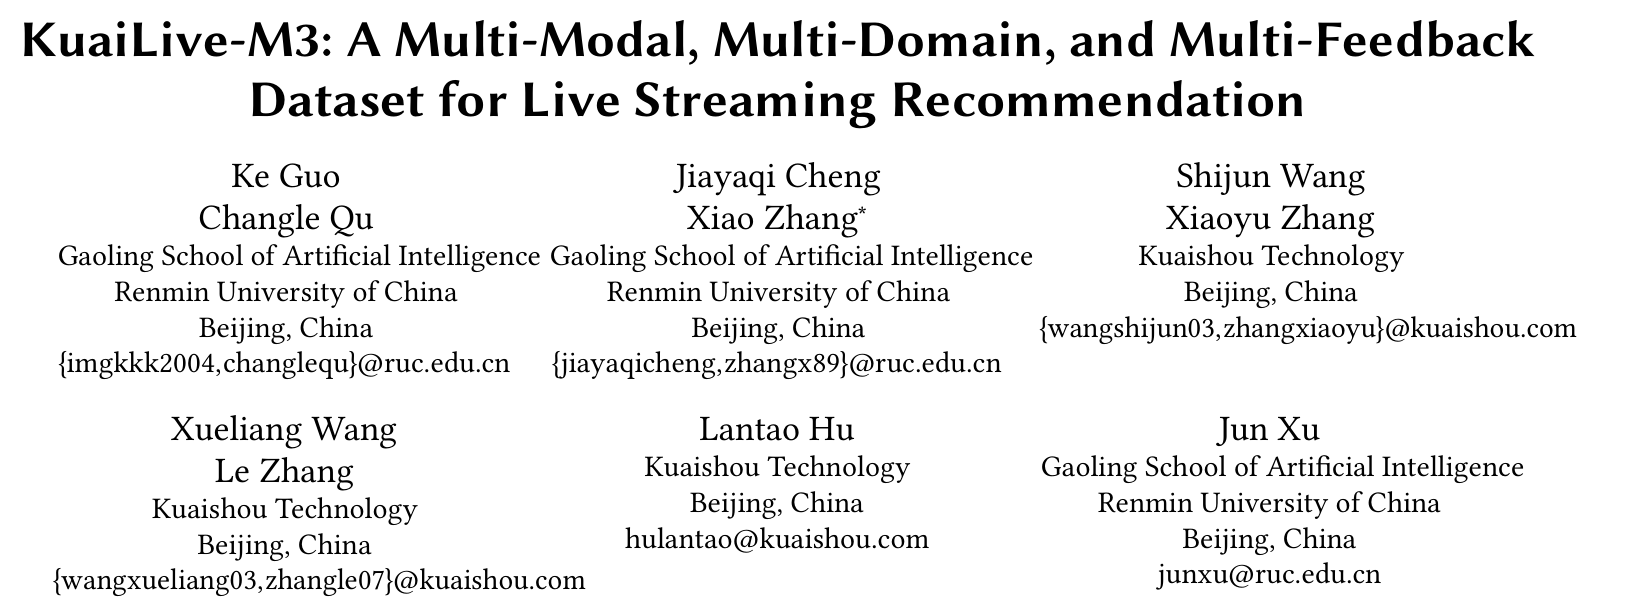 KuaiLive-M3: A Multi-Modal, Multi-Domain, and Multi-Feedback
Dataset for Live Streaming Recommendation
Ke Guo
Changle Qu
Gaoling School of Artificial Intelligence
Renmin University of China
Beijing, China
{imgkkk2004,changlequ}@ruc.edu.cn
Jiayaqi Cheng
Xiao Zhang*
Gaoling School of Artificial Intelligence
Renmin University of China
Beijing, China
{jiayaqicheng,zhangx89}@ruc.edu.cn
Shijun Wang
Xiaoyu Zhang
Kuaishou Technology
Beijing, China
{wangshijun03,zhangxiaoyu}@kuaishou.com
Xueliang Wang
Le Zhang
Kuaishou Technology
Beijing, China
{wangxueliang03,zhangle07}@kuaishou.com
Lantao Hu
Kuaishou Technology
Beijing, China
hulantao@kuaishou.com
Jun Xu
Gaoling School of Artificial Intelligence
Renmin University of China
Beijing, China
junxu@ruc.edu.cn